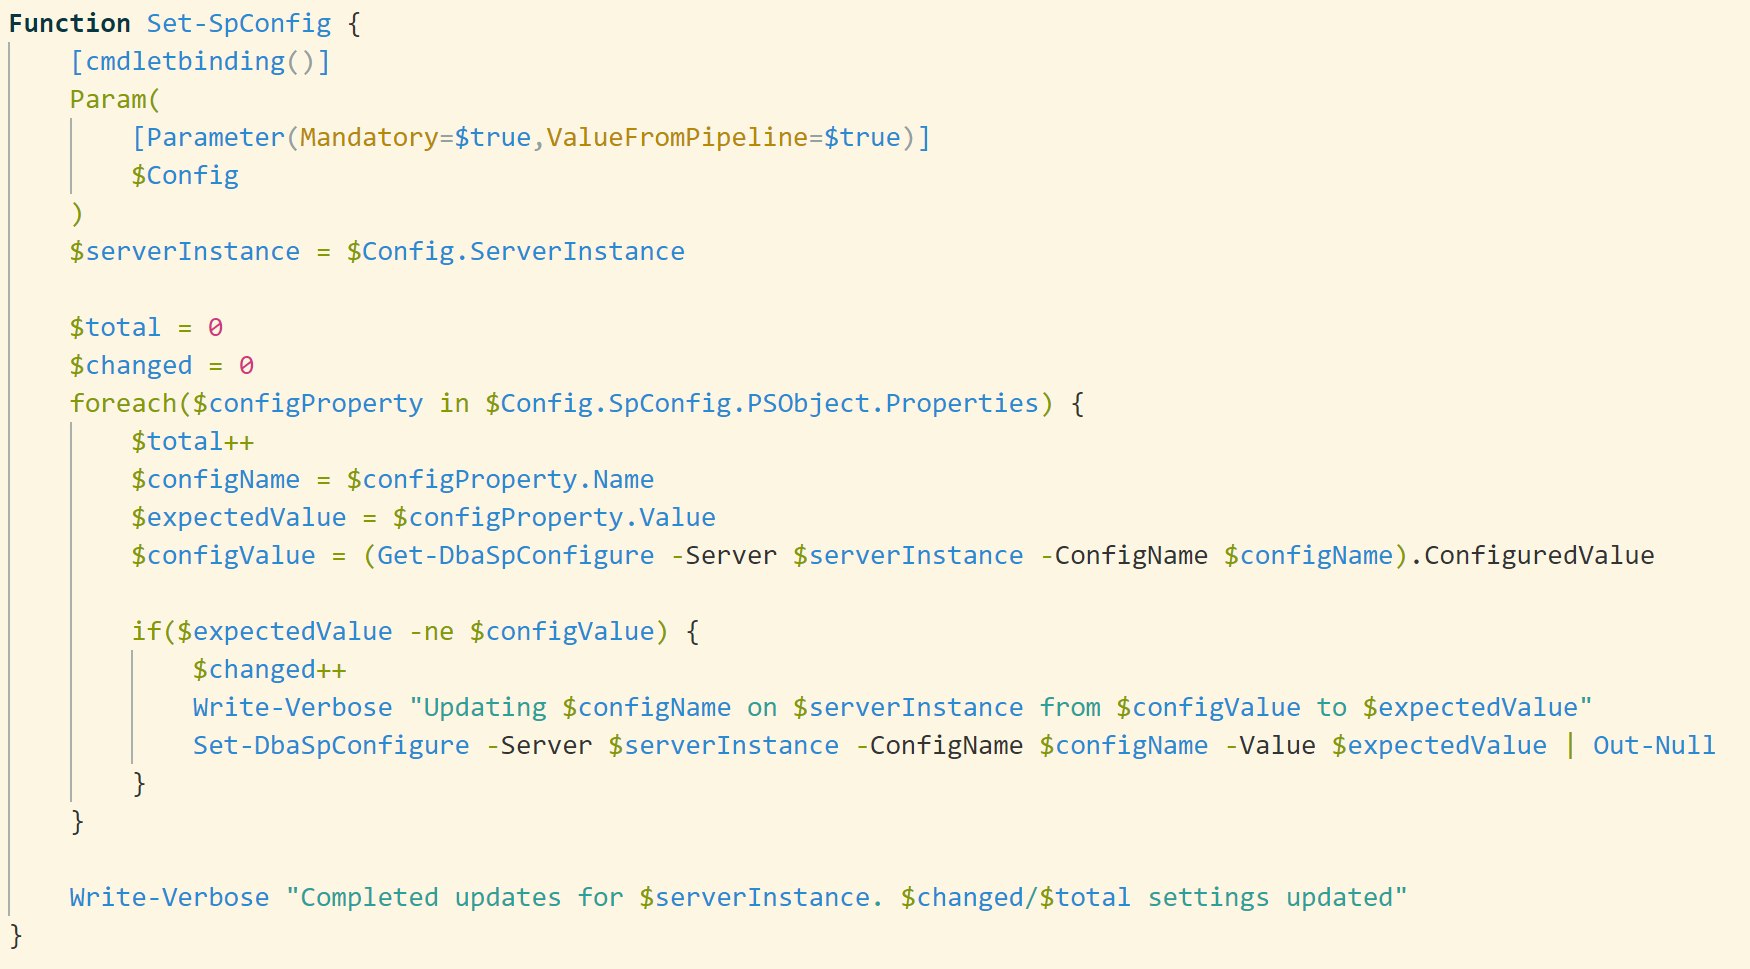 Function Set-SpConfig {
    [cmdletbinding()]
    Param(
        [Parameter(Mandatory=$true,ValueFromPipeline=$true)]
        $Config
    )
    $serverInstance = $Config.ServerInstance

    $total = 0
    $changed = 0
    foreach($configProperty in $Config.SpConfig.PSObject.Properties) {
        $total++
        $configName = $configProperty.Name
        $expectedValue = $configProperty.Value
        $configValue = (Get-DbaSpConfigure -Server $serverInstance -ConfigName $configName).ConfiguredValue

        if($expectedValue -ne $configValue) {
            $changed++
            Write-Verbose "Updating $configName on $serverInstance from $configValue to $expectedValue"
            Set-DbaSpConfigure -Server $serverInstance -ConfigName $configName -Value $expectedValue | Out-Null
        }
    }

    Write-Verbose "Completed updates for $serverInstance. $changed/$total settings updated"
}